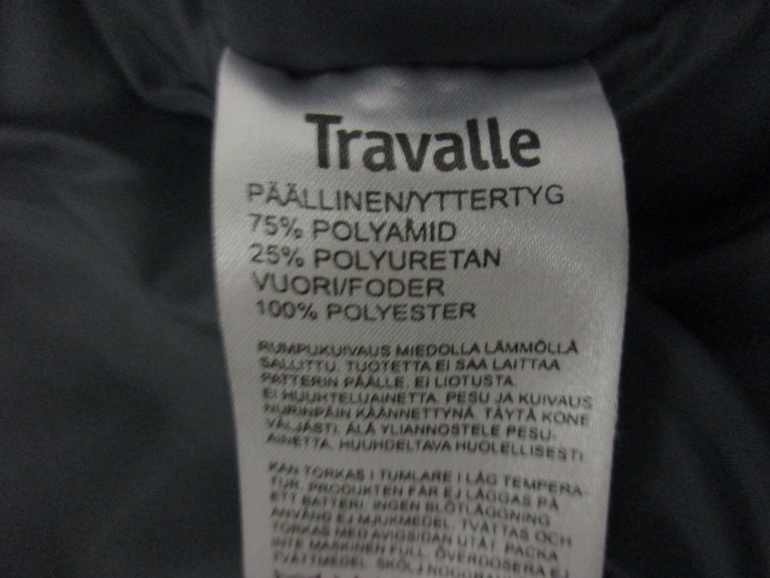 Travalle
PÄÄLLINEN/YTTERTYG
75% POLYAMID
25% POLYURETAN
VUORI/FODER
100% POLYESTER
RUMPUKUIVAUS MIEDOLLA LÄMMÖLLÄ
SALLITTU. TUOTETTA EI SAA LAITTAA
PATTERIN PÄÄLLE. EI LIOTUSTA.
EI HUUHTELUAINETTA. PESU JA KUIVAUS
NURINPÄIN KÄÄNNETTYNÄ. TÄYTÄ KONE
VÄLJÄSTI. ÄLÄ YLIANNOSTELE PESU-
AINETTA. HUUHDELTAVA HUOLELLISESTI.
KAN TORKAS I TUMLARE I LÅG TEMPERA-
TUR. PRODUKTEN FÅR EJ LÄGGAS PÅ
ETT BATTERI. INGEN BLÖTLÄGGNING
ANVÄND EJ MJUKMEDEL. TVÄTTAS OCH
TORKAS MED AVIGSIDAN UTÅT. PACKA
INTE MASKINEN FULL. ÖVERDOSERA EJ
TVÄTTMEDEL. SKÖLJ